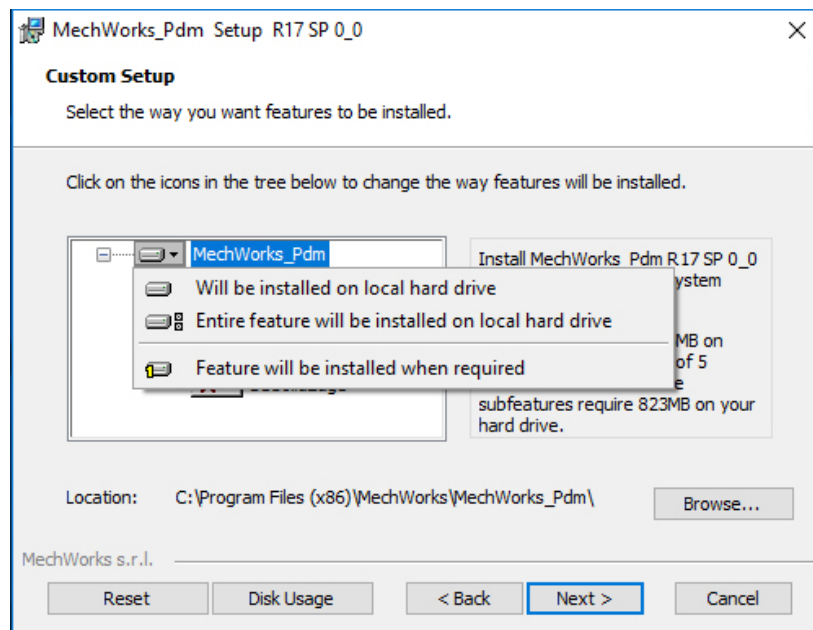 MechWorks_Pdm Setup R17 SP 0_0
Custom Setup
Select the way you want features to be installed.
Click on the icons in the tree below to change the way features will be installed.
MechWorks_Pdm
Will be installed on local hard drive
Entire feature will be installed on local hard drive
Feature will be installed when required
Install MechWorks_Pdm R17 SP 0_0
ystem
MB on
of 5
e
subfeatures require 823MB on your
hard drive.
Location: C:\Program Files (x86)\MechWorks\MechWorks_Pdm\
Browse...
MechWorks s.r.l.
Reset Disk Usage < Back Next > Cancel